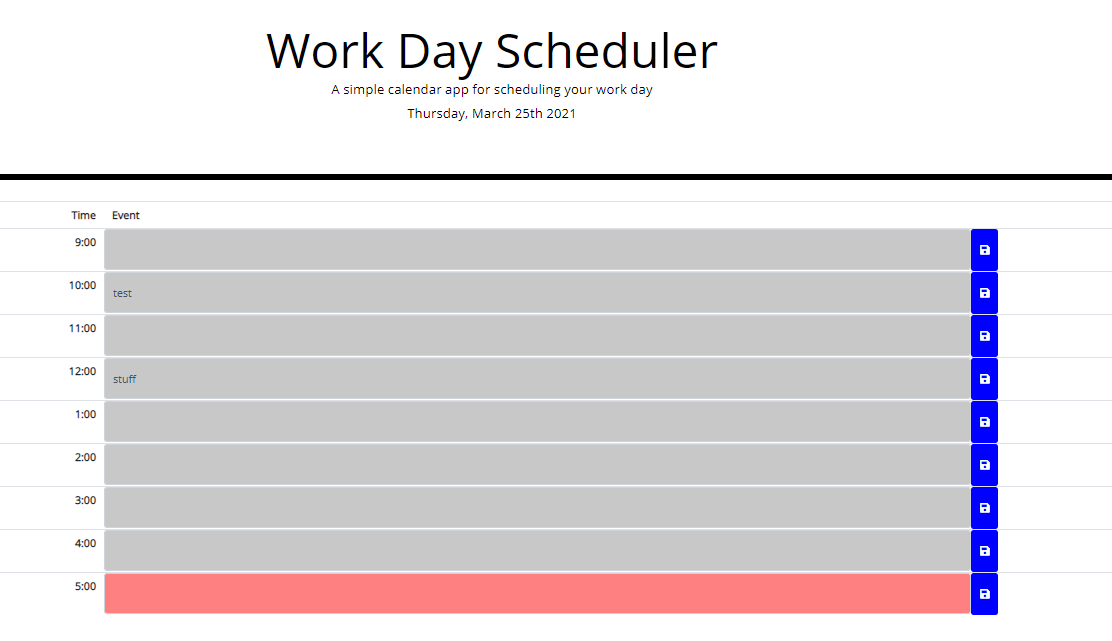 Work Day Scheduler
A simple calendar app for scheduling your work day
Thursday, March 25th 2021
Time Event
9:00
10:00 test
11:00
12:00 stuff
1:00
2:00
3:00
4:00
5:00